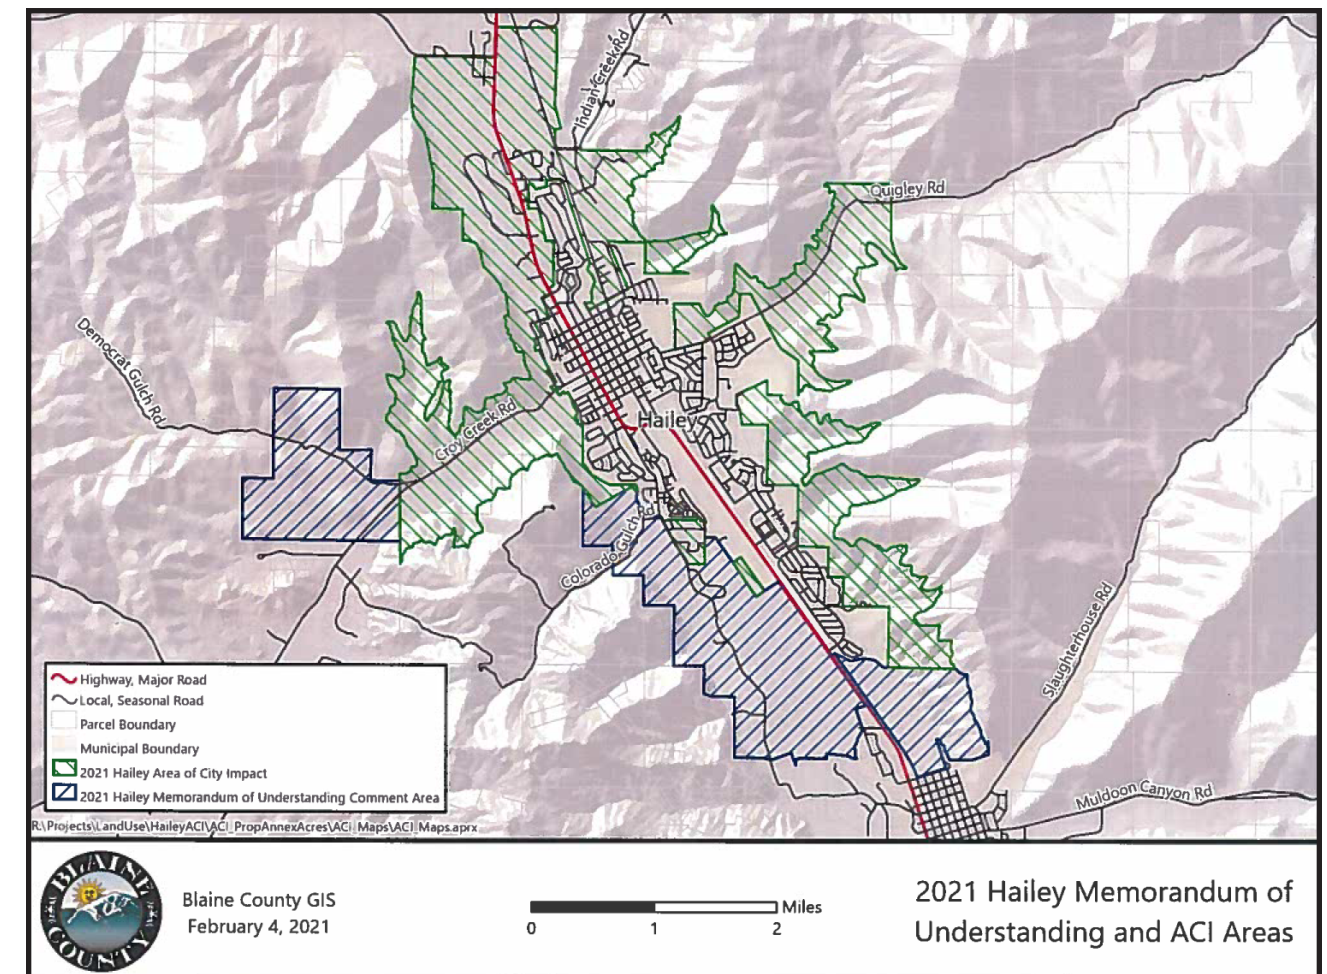 Indian Creek Rd
Quigley Rd
Democrat Gulch Rd
Croy Creek Rd
Hailey
Colorado Gulch Rd
Slaughterhouse Rd
Muldoon Canyon Rd
Highway, Major Road
Local, Seasonal Road
Parcel Boundary
Municipal Boundary
2021 Hailey Area of City Impact
2021 Hailey Memorandum of Understanding Comment Area
R:\Projects\LandUse\HaileyACI\ACI_PropAnnexAcres\ACI_Maps\ACI_Maps.aprx
BLAINE
COUNTY
Blaine County GIS
February 4, 2021
Miles
0 1 2
2021 Hailey Memorandum of
Understanding and ACI Areas